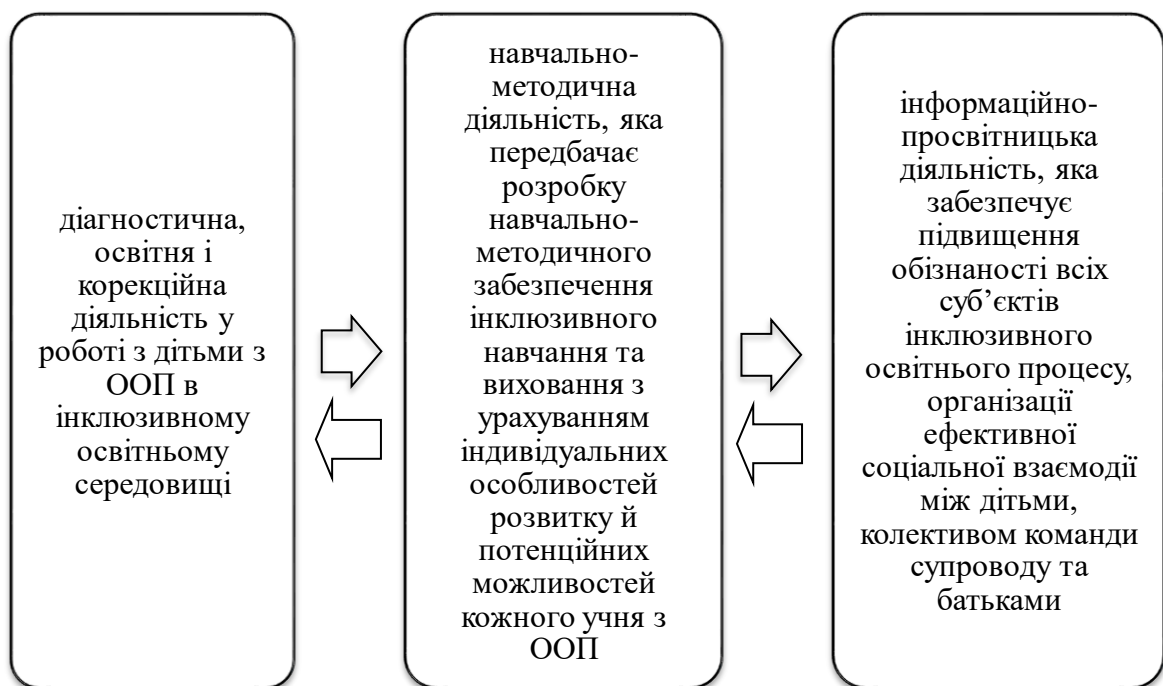 діагностична,
освітня і
корекційна
діяльність у
роботі з дітьми з
ООП в
інклюзивному
освітньому
середовищі
навчально-
методична
діяльність, яка
передбачає
розробку
навчально-
методичного
забезпечення
інклюзивного
навчання та
виховання з
урахуванням
індивідуальних
особливостей
розвитку й
потенційних
можливостей
кожного учня з
ООП
інформаційно-
просвітницька
діяльність, яка
забезпечує
підвищення
обізнаності всіх
суб’єктів
інклюзивного
освітнього процесу,
організації
ефективної
соціальної взаємодії
між дітьми,
колективом команди
супроводу та
батьками